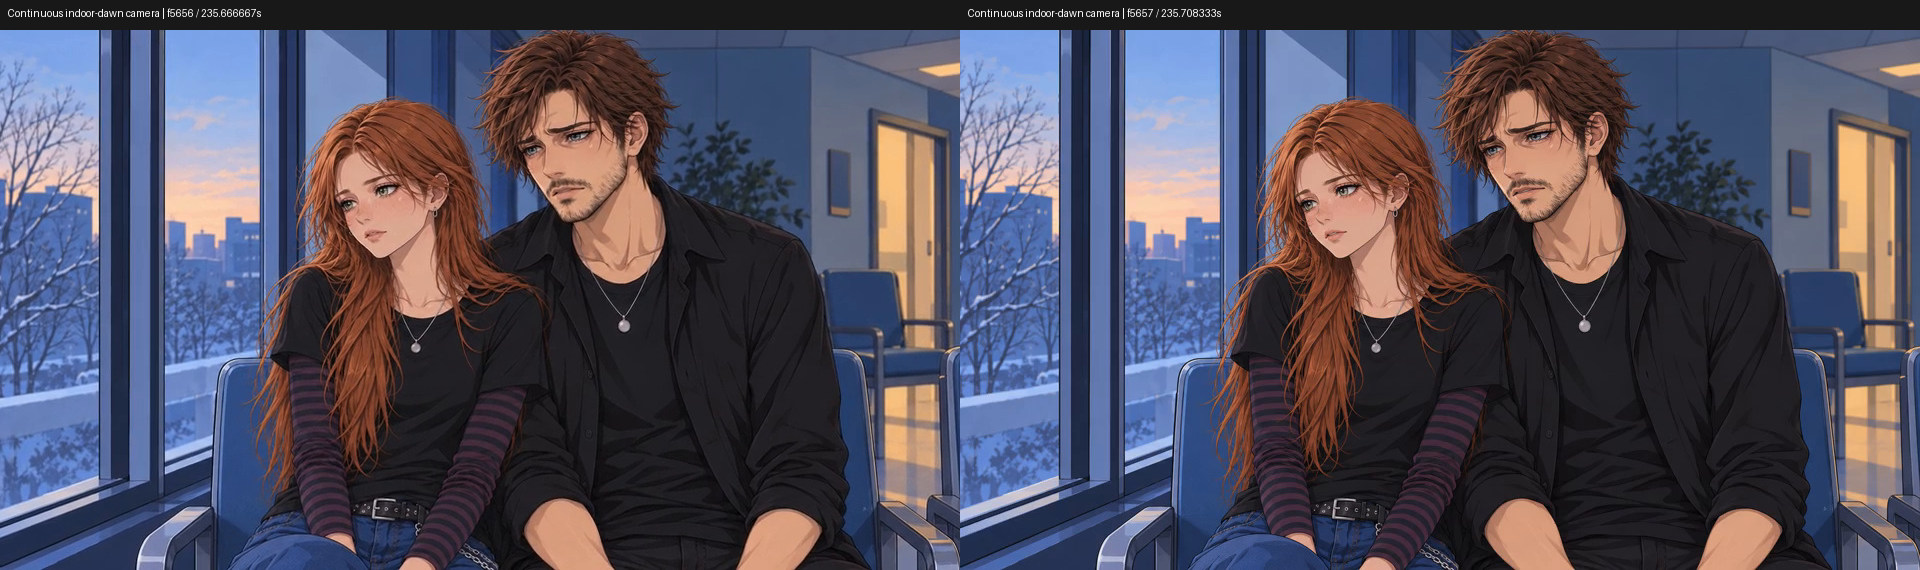 Continuous indoor-dawn camera | f5656 / 235.666667s
Continuous indoor-dawn camera | f5657 / 235.708333s